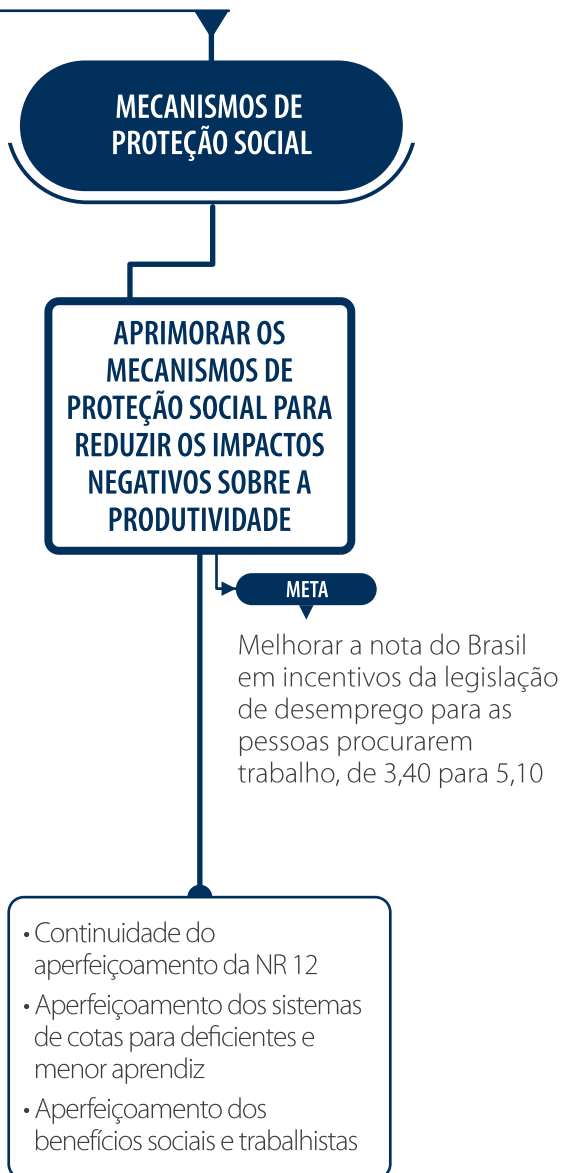 MECANISMOS DE
PROTEÇÃO SOCIAL
APRIMORAR OS
MECANISMOS DE
PROTEÇÃO SOCIAL PARA
REDUZIR OS IMPACTOS
NEGATIVOS SOBRE A
PRODUTIVIDADE
META
Melhorar a nota do Brasil
em incentivos da legislação
de desemprego para as
pessoas procurarem
trabalho, de 3,40 para 5,10
• Continuidade do
aperfeiçoamento da NR 12
• Aperfeiçoamento dos sistemas
de cotas para deficientes e
menor aprendiz
• Aperfeiçoamento dos
benefícios sociais e trabalhistas